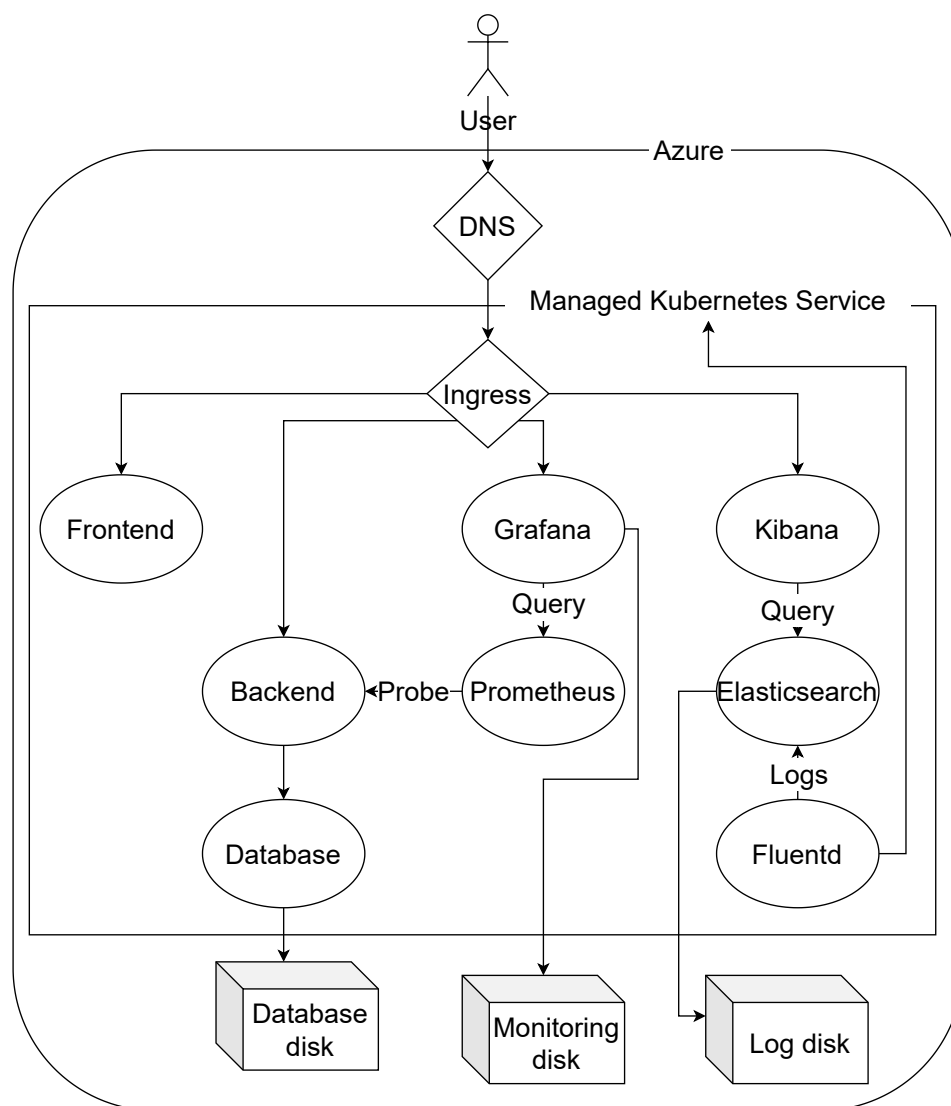 User
Azure
DNS
Managed Kubernetes Service
Ingress
Frontend
Grafana
Kibana
Query
Query
Backend
Probe
Prometheus
Elasticsearch
Logs
Database
Fluentd
Database
disk
Monitoring
disk
Log disk